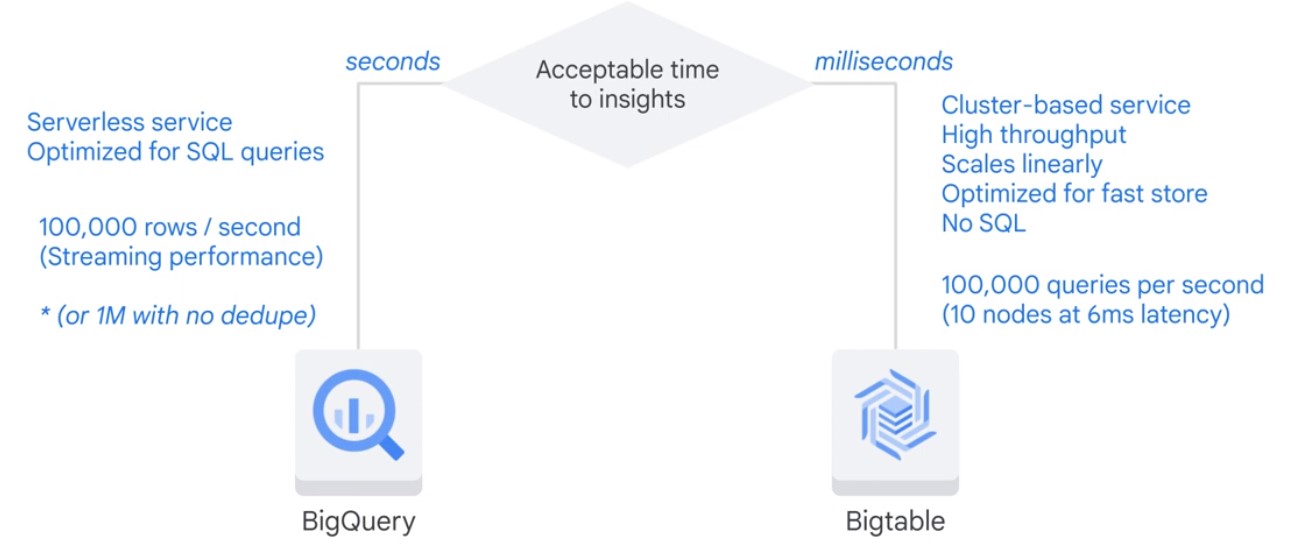 Acceptable time
to insights
seconds
Serverless service
Optimized for SQL queries
100,000 rows / second
(Streaming performance)
* (or 1M with no dedupe)
BigQuery
milliseconds
Cluster-based service
High throughput
Scales linearly
Optimized for fast store
No SQL
100,000 queries per second
(10 nodes at 6ms latency)
Bigtable